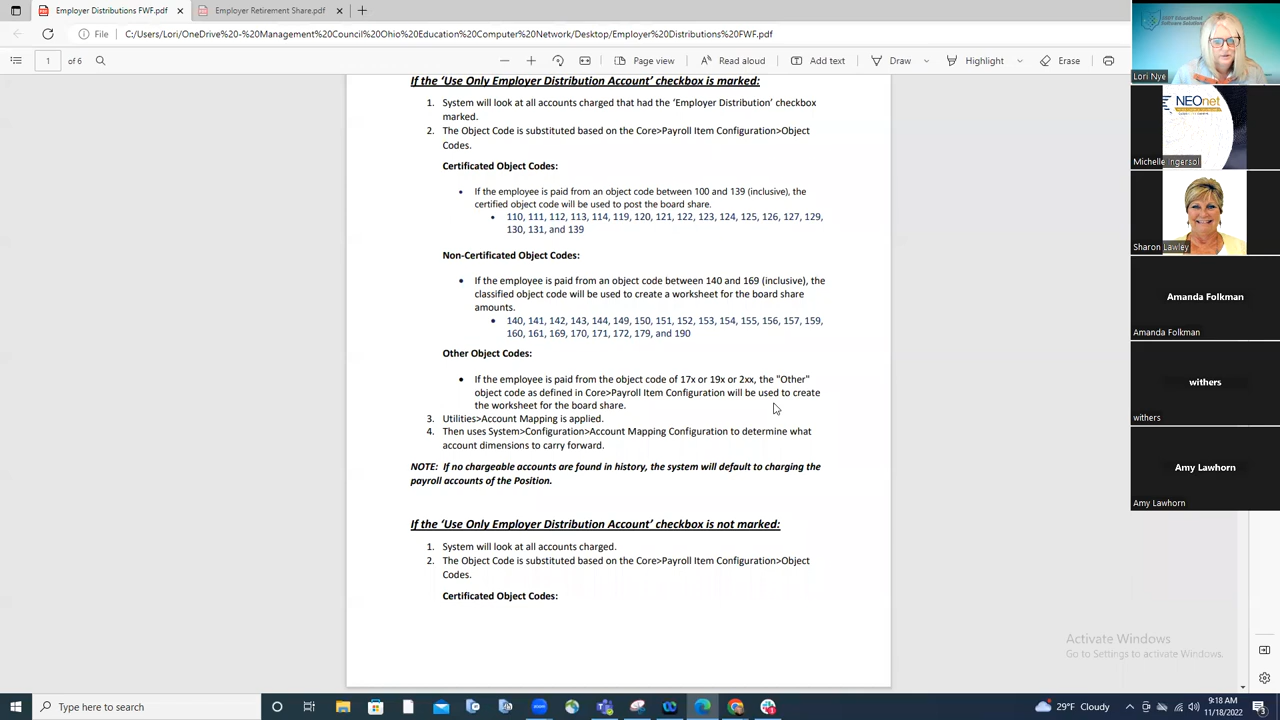 Employer Distributions FWF.pdf
Employer Retirement Share.pdf
File
C:/Users/Lori/OneDrive%20-%20Management%20Council%20Ohio%20Education%20Computer%20Network/Desktop/Employer%20Distributions%20FWF.pdf
1 of 6
Page view
Read aloud
Add text
Draw
Highlight
Erase
If the ‘Use Only Employer Distribution Account’ checkbox is marked:
1. System will look at all accounts charged that had the ‘Employer Distribution’ checkbox
marked.
2. The Object Code is substituted based on the Core>Payroll Item Configuration>Object
Codes.
Certificated Object Codes:
• If the employee is paid from an object code between 100 and 139 (inclusive), the
certified object code will be used to post the board share.
• 110, 111, 112, 113, 114, 119, 120, 121, 122, 123, 124, 125, 126, 127, 129,
130, 131, and 139
Non-Certificated Object Codes:
• If the employee is paid from an object code between 140 and 169 (inclusive), the
classified object code will be used to create a worksheet for the board share
amounts.
• 140, 141, 142, 143, 144, 149, 150, 151, 152, 153, 154, 155, 156, 157, 159,
160, 161, 169, 170, 171, 172, 179, and 190
Other Object Codes:
• If the employee is paid from the object code of 17x or 19x or 2xx, the "Other"
object code as defined in Core>Payroll Item Configuration will be used to create
the worksheet for the board share.
3. Utilities>Account Mapping is applied.
4. Then uses System>Configuration>Account Mapping Configuration to determine what
account dimensions to carry forward.
NOTE: If no chargeable accounts are found in history, the system will default to charging the
payroll accounts of the Position.
If the ‘Use Only Employer Distribution Account’ checkbox is not marked:
1. System will look at all accounts charged.
2. The Object Code is substituted based on the Core>Payroll Item Configuration>Object
Codes.
Certificated Object Codes:
Lori Nye
NEOnet
Michelle Ingersol
Sharon Lawley
Amanda Folkman
Amanda Folkman
withers
withers
Amy Lawhorn
Amy Lawhorn
Activate Windows
Go to Settings to activate Windows.
Type here to search
29°F Cloudy
9:18 AM
11/18/2022